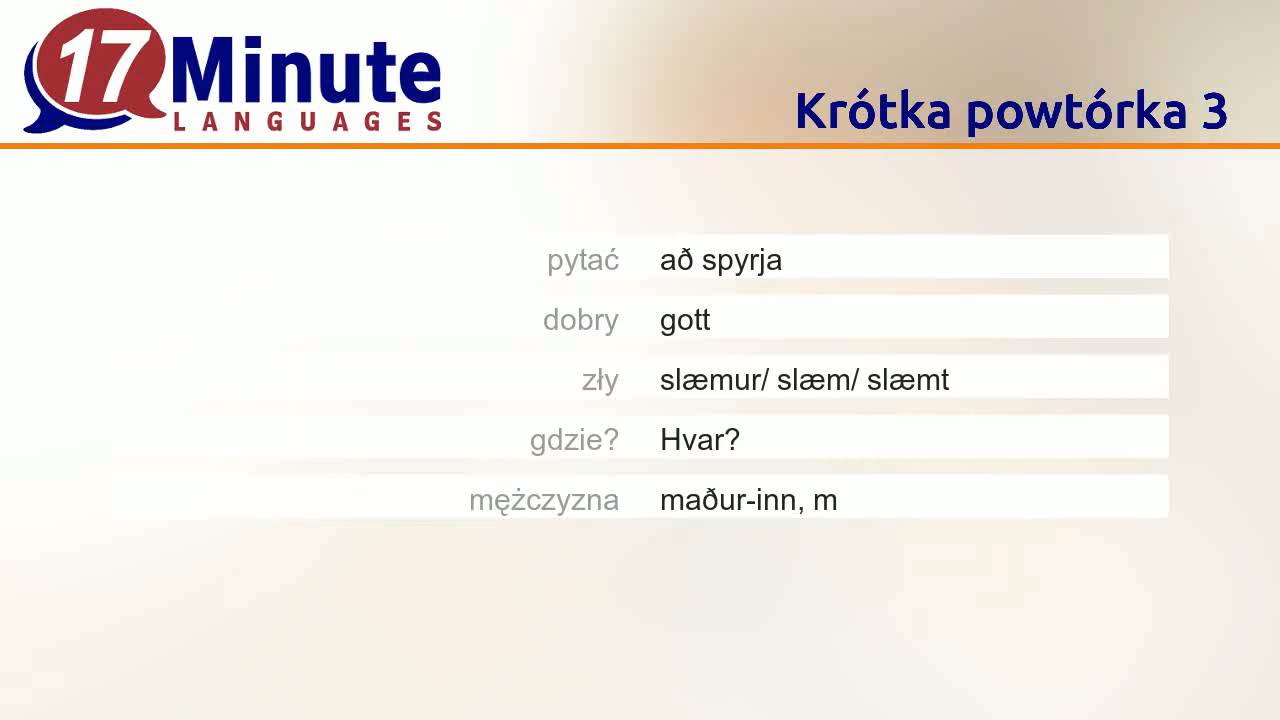 17 Minute
LANGUAGES
Krótka powtórka 3
pytać að spyrja
dobry gott
zły slæmur/ slæm/ slæmt
gdzie? Hvar?
mężczyzna maður-inn, m